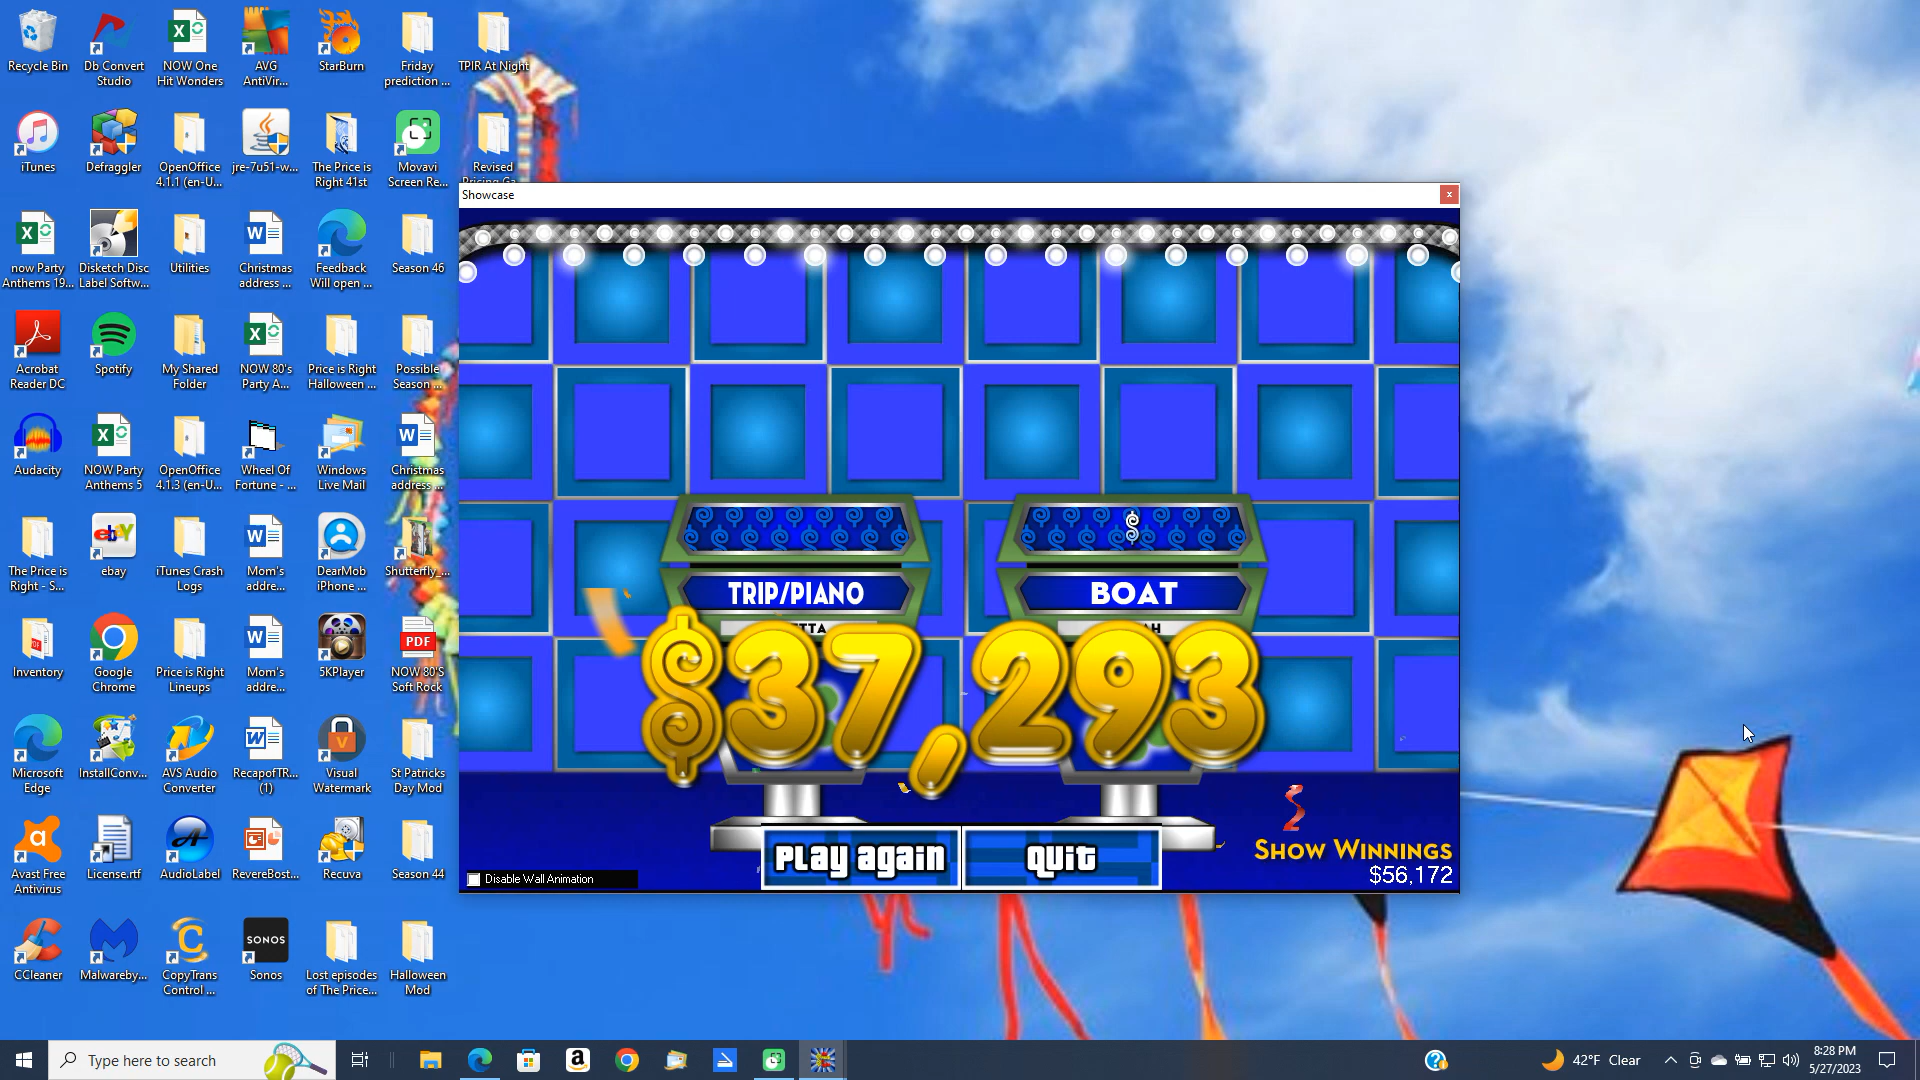 Recycle Bin
Db Convert
Studio
NOW One
Hit Wonders
AVG
AntiVir...
StarBurn
Friday
prediction ...
TPIR At Night
iTunes
Defraggler
OpenOffice
4.1.1 (en-U...
jre-7u51-w...
The Price is
Right 41st
Movavi
Screen Re...
Revised
now Party
Anthems 19...
Disketch Disc
Label Softw...
Utilities
Christmas
address ...
Feedback
Will open ...
Season 46
Acrobat
Reader DC
Spotify
My Shared
Folder
NOW 80's
Party A...
Price is Right
Halloween ...
Possible
Season ...
Audacity
NOW Party
Anthems 5
OpenOffice
4.1.3 (en-U...
Wheel Of
Fortune - ...
Windows
Live Mail
Christmas
address ...
The Price is
Right - S...
ebay
iTunes Crash
Logs
Mom's
addre...
DearMob
iPhone ...
Shutterfly_...
Inventory
Google
Chrome
Price is Right
Lineups
Mom's
addre...
5KPlayer
PDF
NOW 80'S
Soft Rock
Microsoft
Edge
InstallConv...
AVS Audio
Converter
RecapofTR...
(1)
Visual
Watermark
St Patricks
Day Mod
Avast Free
Antivirus
License.rtf
AudioLabel
RevereBost...
Recuva
Season 44
CCleaner
Malwareby...
CopyTrans
Control ...
SONOS
Sonos
Lost episodes
of The Price...
Halloween
Mod
Showcase
x
$
TRIP/PIANO
BOAT
$37,293
Play again
Quit
Show Winnings
$56,172
Disable Wall Animation
Type here to search
42°F Clear
8:28 PM
5/27/2023